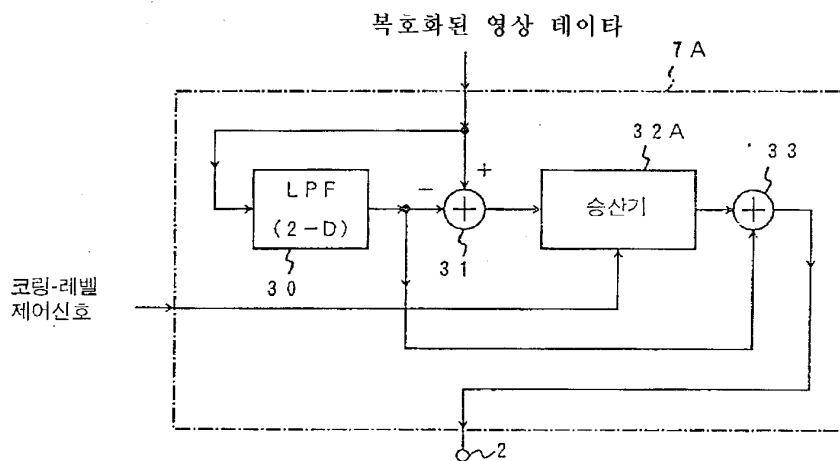 복호화된 영상 데이타
7A
32A
33
+
LPF
(2-D)
−
+
승산기
+
31
30
코링-레벨
제어신호
2